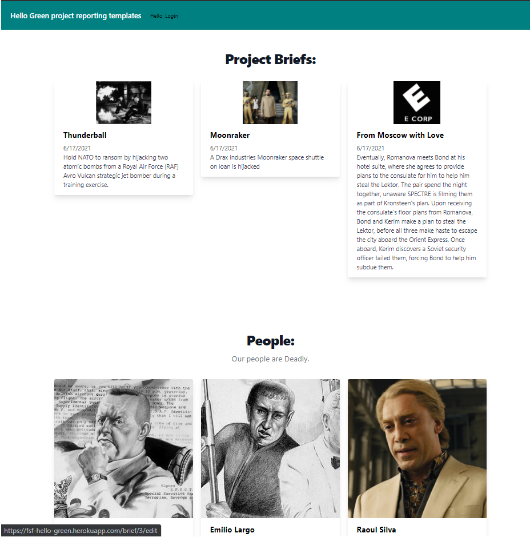 Hello Green project reporting templates
Hello, Login
Project Briefs:
E CORP
Thunderball
6/17/2021
Hold NATO to ransom by hijacking two
atomic bombs from a Royal Air Force (RAF)
Avro Vulcan strategic jet bomber during a
training exercise.
Moonraker
6/17/2021
A Drax Industries Moonraker space shuttle
on loan is hijacked
From Moscow with Love
6/17/2021
Eventually, Romanova meets Bond at his
hotel suite, where she agrees to provide
plans to the consulate for him to help him
steal the Lektor. The pair spend the night
together, unaware SPECTRE is filming them
as part of Kronsteen's plan. Upon receiving
the consulate's floor plans from Romanova,
Bond and Kerim make a plan to steal the
Lektor, before all three make haste to escape
the city aboard the Orient Express. Once
aboard, Kerim discovers a Soviet security
officer tailed them, forcing Bond to help him
subdue them.
People:
Our people are Deadly.
Emilio Largo
Raoul Silva
https://fsf-hello-green.herokuapp.com/brief/3/edit